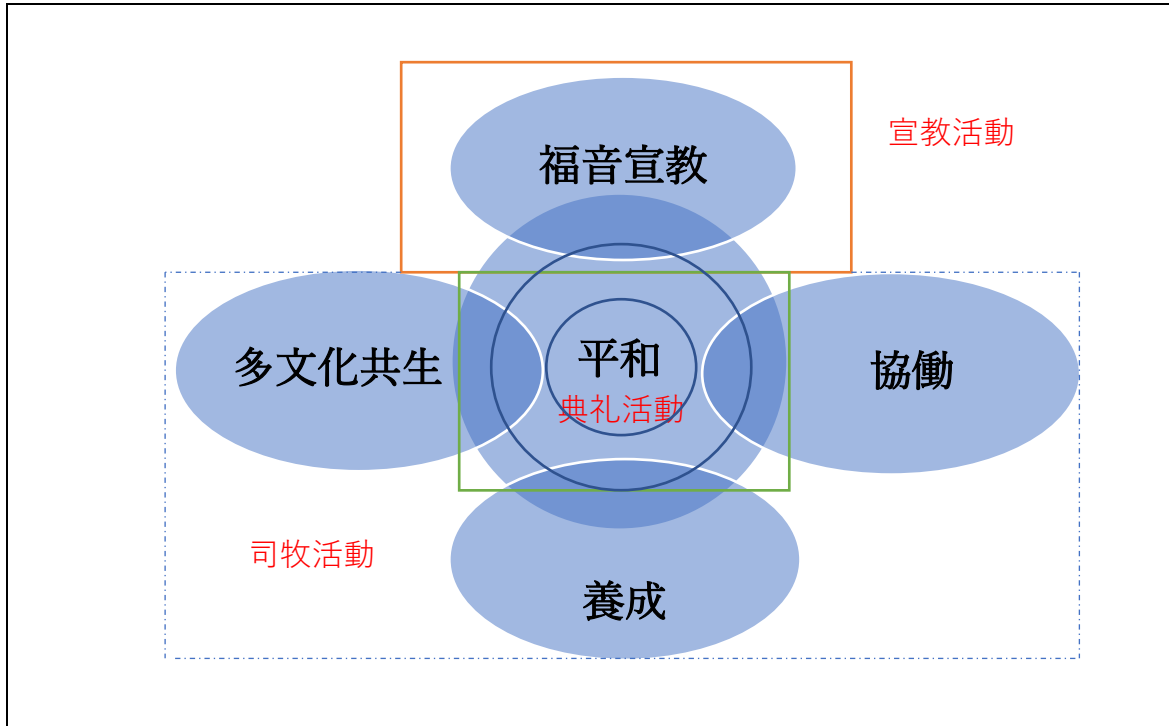 宣教活動
福音宣教
多文化共生
平和
協働
典礼活動
司牧活動
養成